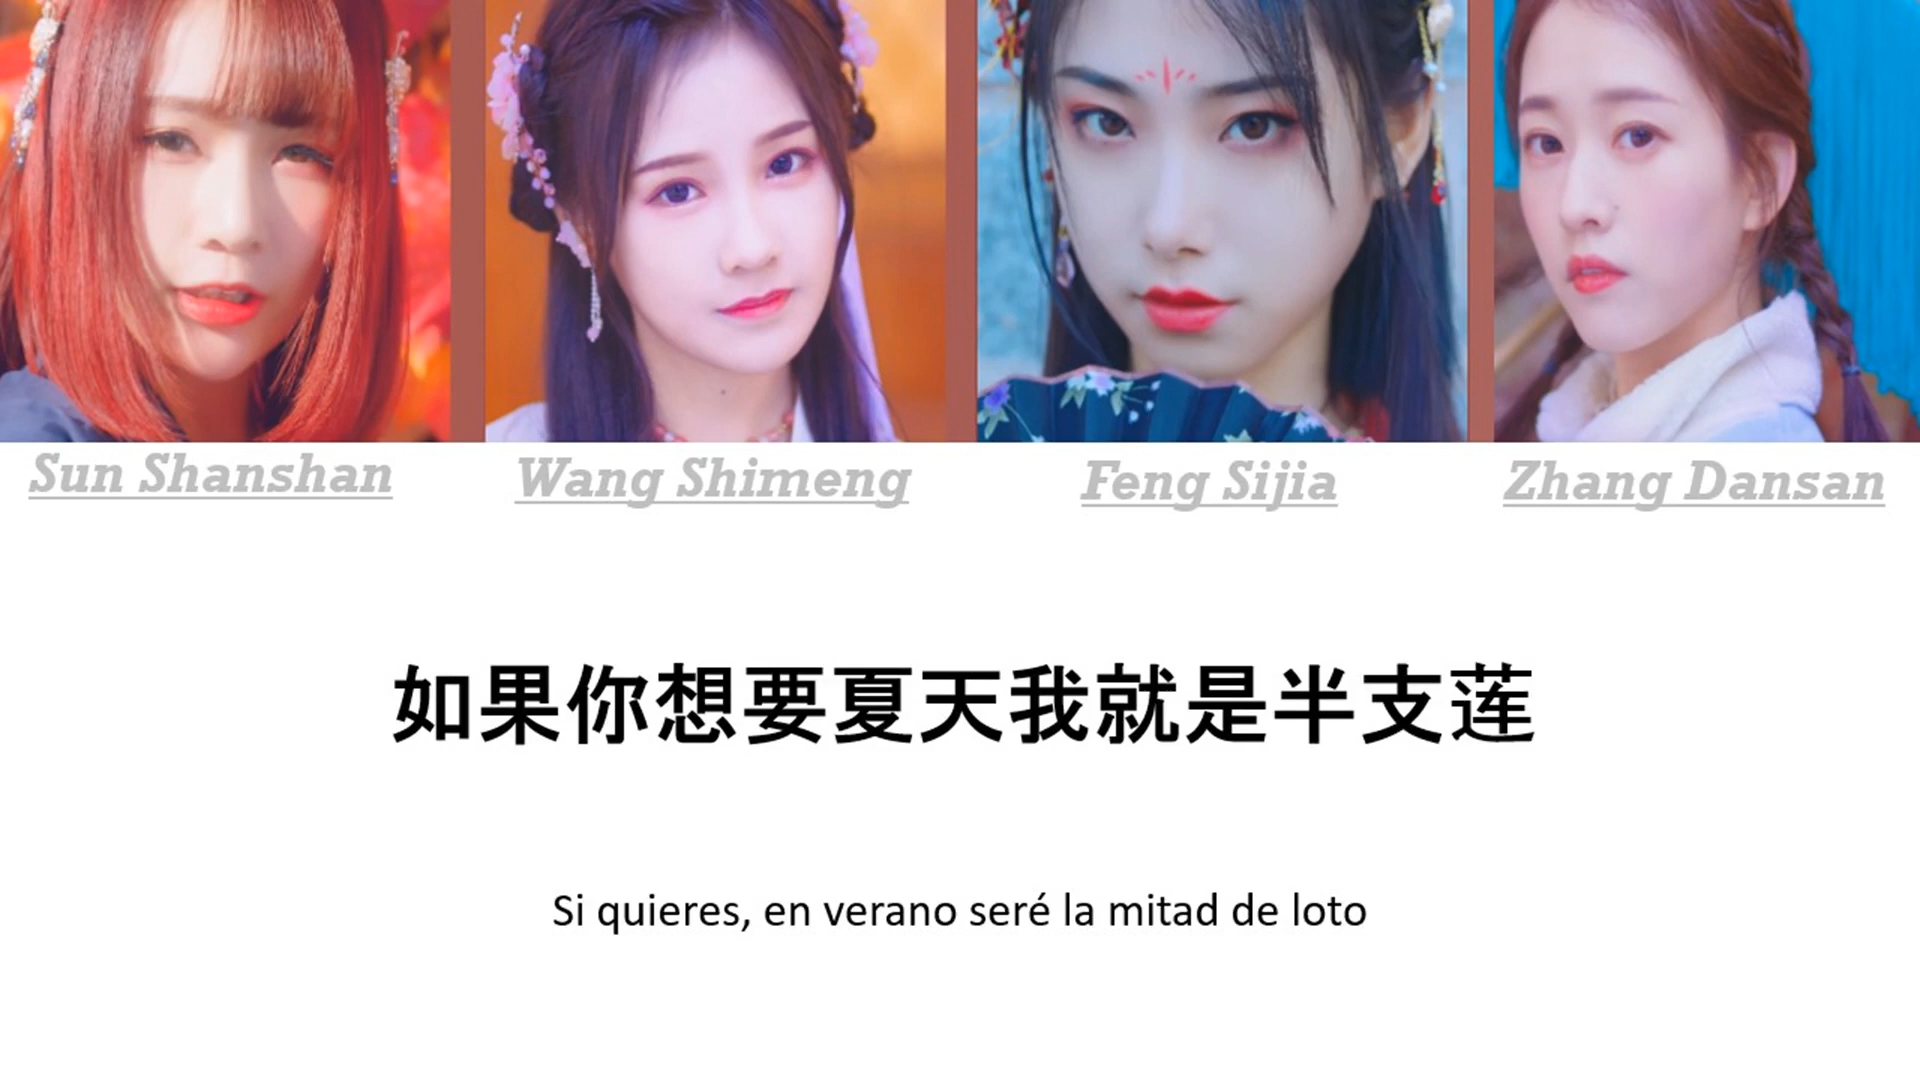 Sun Shanshan
Wang Shimeng
Feng Sijia
Zhang Dansan
如果你想要夏天我就是半支莲
Si quieres, en verano seré la mitad de loto